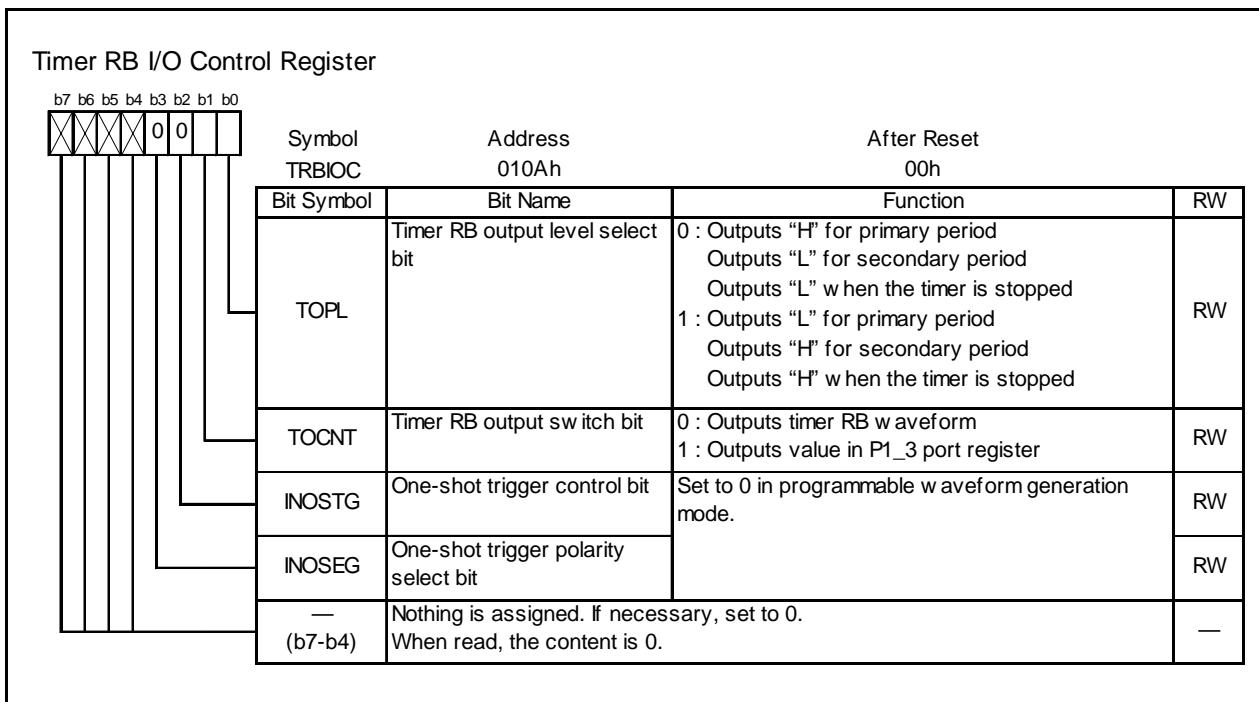 Timer RB I/O Control Register
b7 b6 b5 b4 b3 b2 b1 b0
0 0
Symbol Address After Reset
TRBIOC 010Ah 00h
Bit Symbol Bit Name Function RW
TOPL
Timer RB output level select
bit
0 : Outputs “H” for primary period
Outputs “L” for secondary period
Outputs “L” when the timer is stopped
1 : Outputs “L” for primary period
Outputs “H” for secondary period
Outputs “H” when the timer is stopped
RW
TOCNT
Timer RB output switch bit
0 : Outputs timer RB waveform
1 : Outputs value in P1_3 port register
RW
INOSTG
One-shot trigger control bit
Set to 0 in programmable waveform generation
mode.
RW
INOSEG
One-shot trigger polarity
select bit
RW
—
(b7-b4)
Nothing is assigned. If necessary, set to 0.
When read, the content is 0.
—